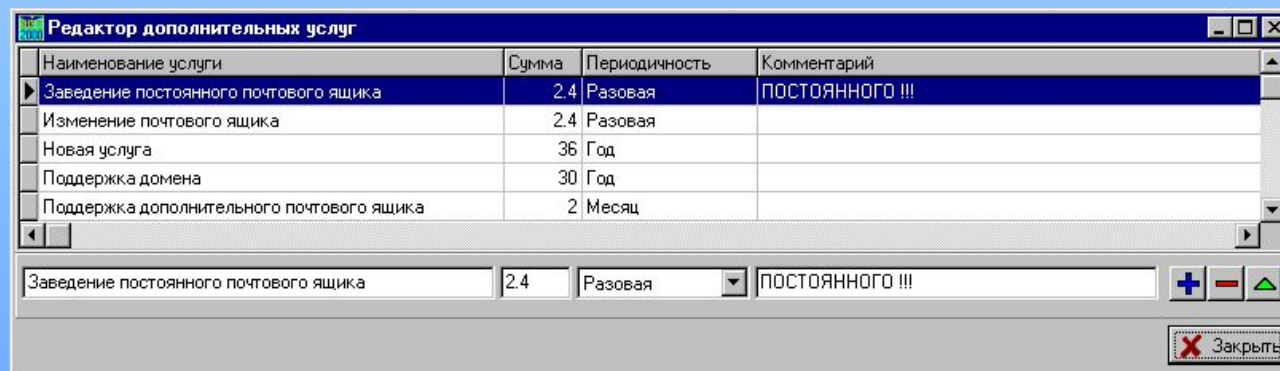 Редактор дополнительных услуг
Наименование услуги Сумма Периодичность Комментарий
Заведение постоянного почтового ящика 2.4 Разовая ПОСТОЯННОГО !!!
Изменение почтового ящика 2.4 Разовая
Новая услуга 36 Год
Поддержка домена 30 Год
Поддержка дополнительного почтового ящика 2 Месяц
Заведение постоянного почтового ящика 2.4 Разовая ПОСТОЯННОГО !!!
Закрыть